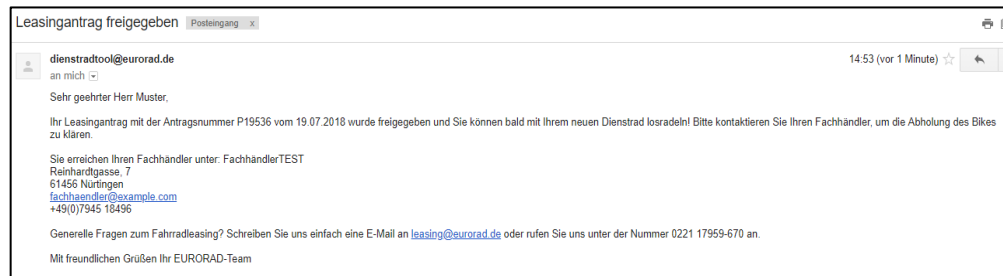 Leasingantrag freigegeben Posteingang x
dienstradtool@eurorad.de 14:53 (vor 1 Minute)
an mich
Sehr geehrter Herr Muster,
Ihr Leasingantrag mit der Antragsnummer P19536 vom 19.07.2018 wurde freigegeben und Sie können bald mit Ihrem neuen Dienstrad losradeln! Bitte kontaktieren Sie Ihren Fachhändler, um die Abholung des Bikes
zu klären.
Sie erreichen Ihren Fachhändler unter: FachhändlerTEST
Reinhardtgasse, 7
61456 Nürtingen
fachhaendler@example.com
+49(0)7945 18496
Generelle Fragen zum Fahrradleasing? Schreiben Sie uns einfach eine E-Mail an leasing@eurorad.de oder rufen Sie uns unter der Nummer 0221 17959-670 an.
Mit freundlichen Grüßen Ihr EURORAD-Team